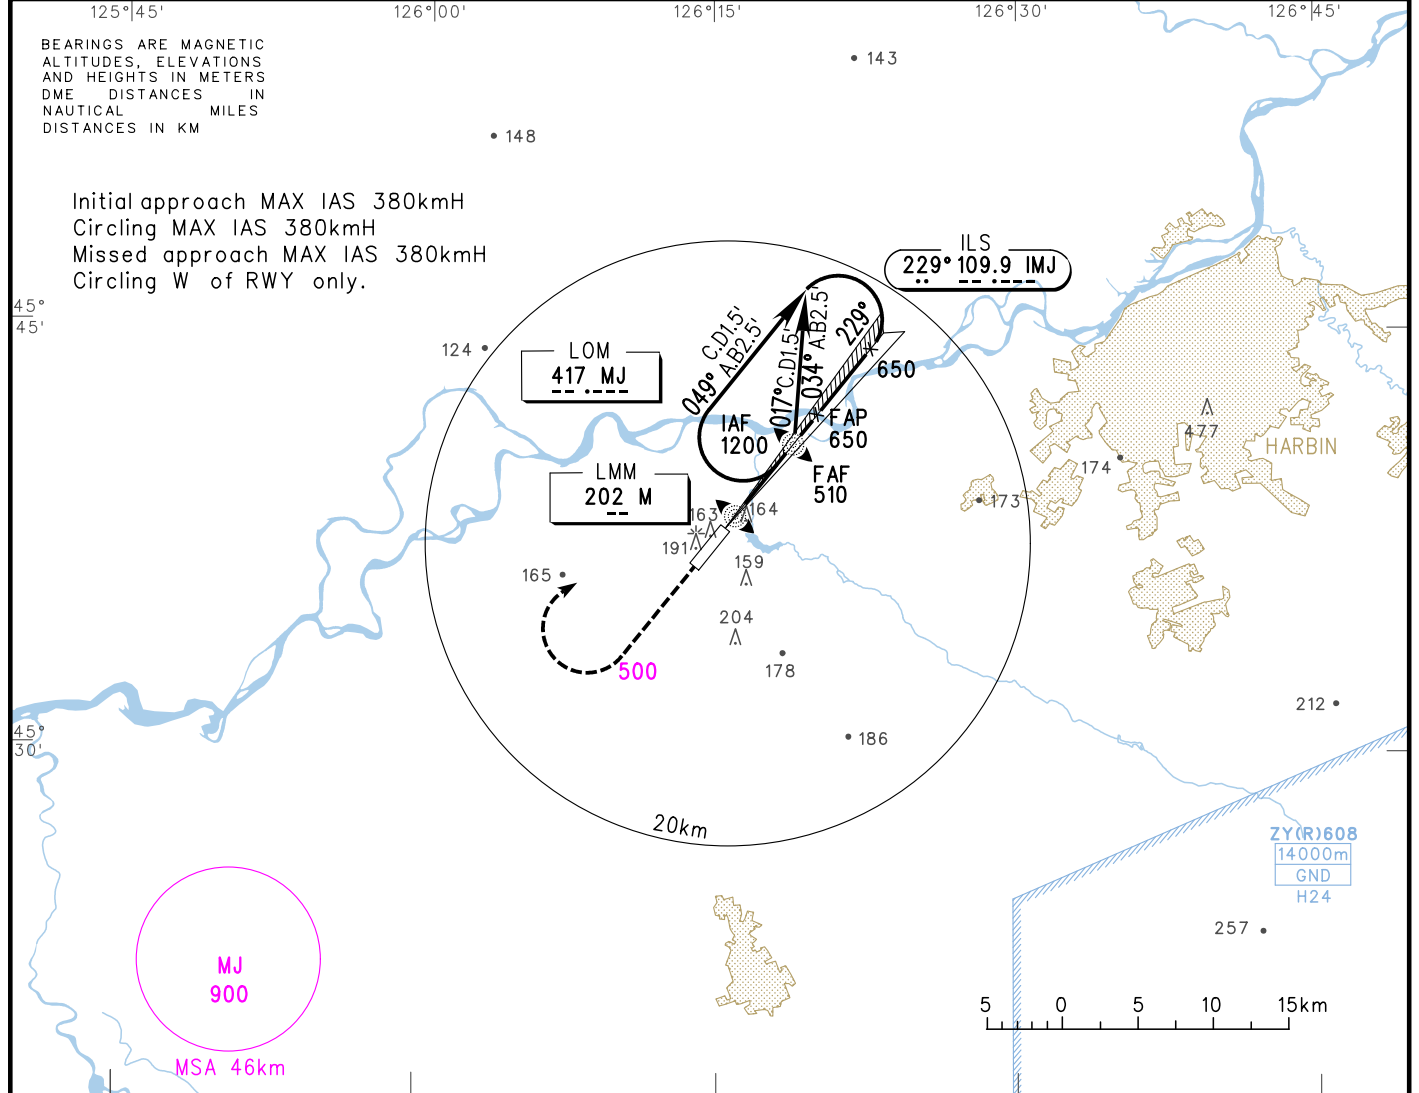 125°45' 126°00' 126°15' 126°30' 126°45'
BEARINGS ARE MAGNETIC
ALTITUDES, ELEVATIONS
AND HEIGHTS IN METERS
DME DISTANCES IN
NAUTICAL MILES
DISTANCES IN KM
143
148
Initial approach MAX IAS 380kmH
Circling MAX IAS 380kmH
Missed approach MAX IAS 380kmH
Circling W of RWY only.
ILS
229° 109.9 IMJ
45°
45'
124
LOM
417 MJ
049° C.D1.5'
A.B2.5'
017° C.D1.5'
034° A.B2.5'
229°
650
IAF
1200
FAP
650
FAF
510
LMM
202 M
477
HARBIN
174
173
163
164
191
159
165
204
178
500
212
186
45°
30'
20km
ZY(R)608
14000m
GND
H24
257
MJ
900
MSA 46km
5 0 5 10 15km